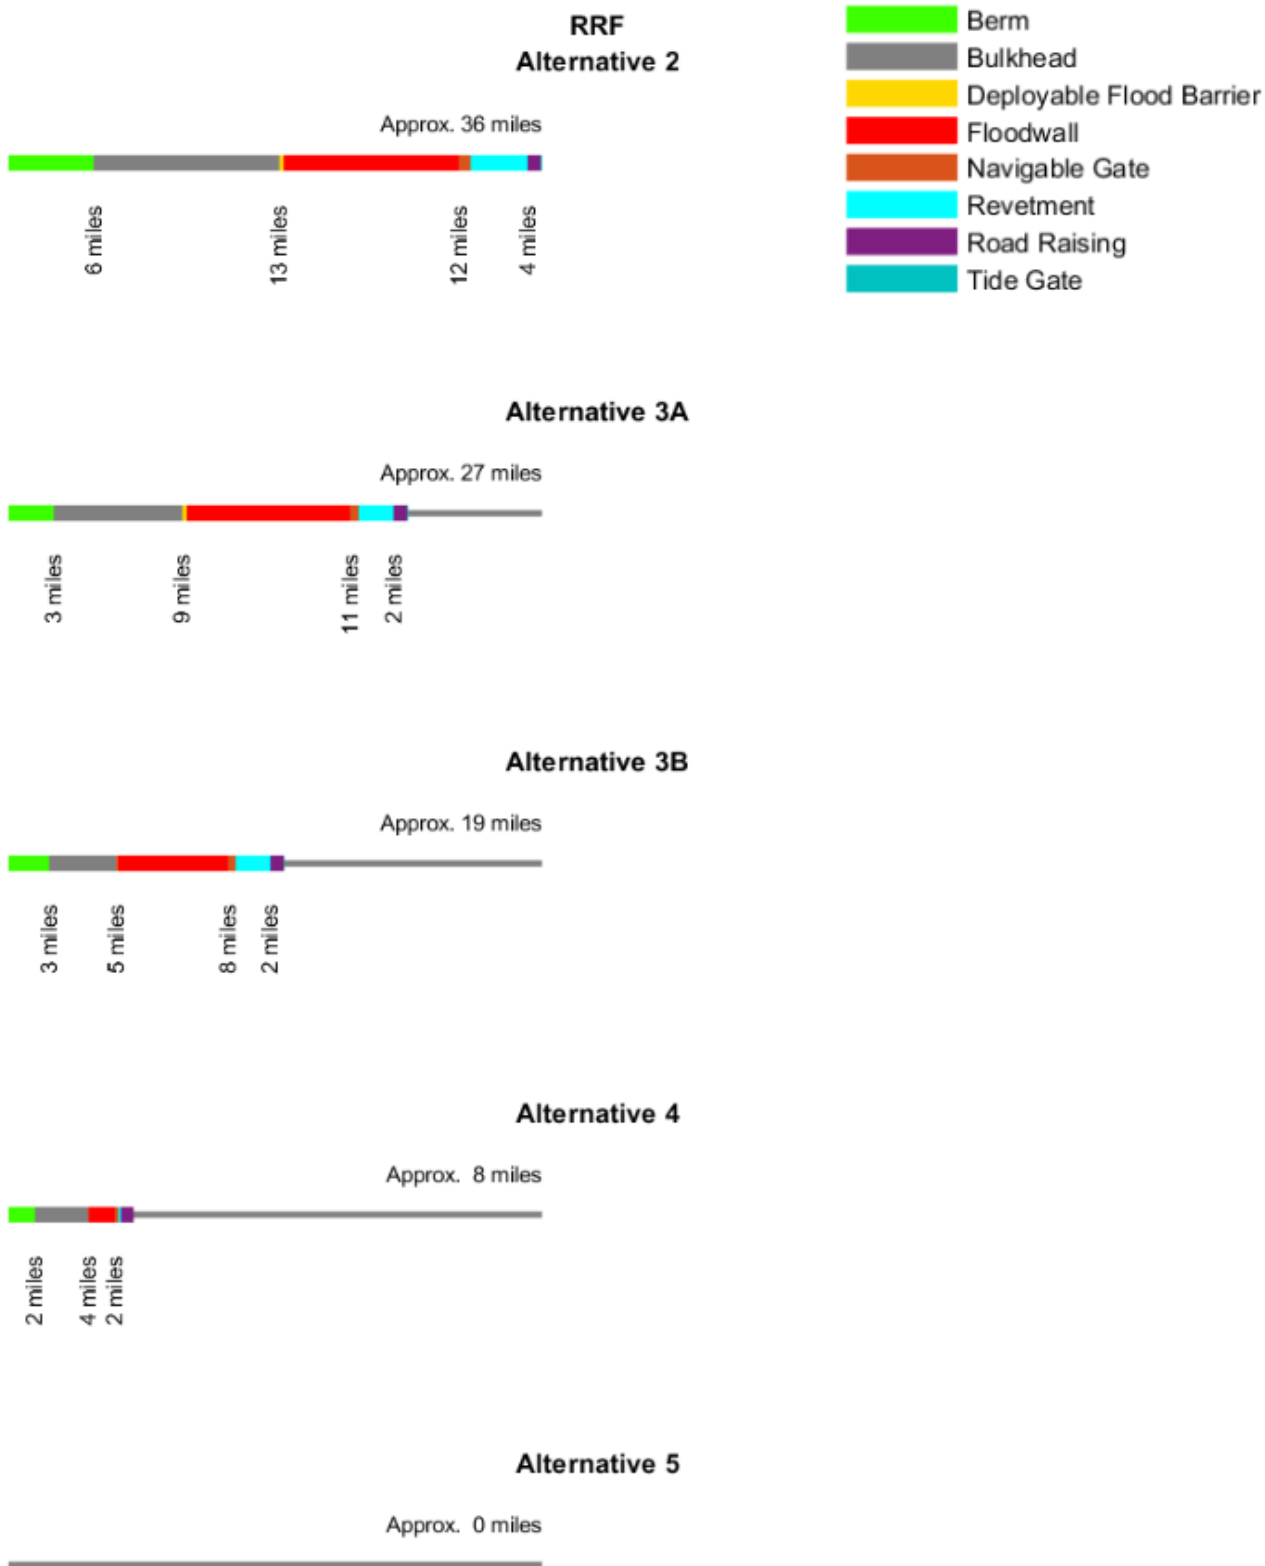 RRF
Alternative 2
Approx. 36 miles
6 miles
13 miles
12 miles
4 miles
Berm
Bulkhead
Deployable Flood Barrier
Floodwall
Navigable Gate
Revetment
Road Raising
Tide Gate
Alternative 3A
Approx. 27 miles
3 miles
9 miles
11 miles
2 miles
Alternative 3B
Approx. 19 miles
3 miles
5 miles
8 miles
2 miles
Alternative 4
Approx. 8 miles
2 miles
4 miles
2 miles
Alternative 5
Approx. 0 miles